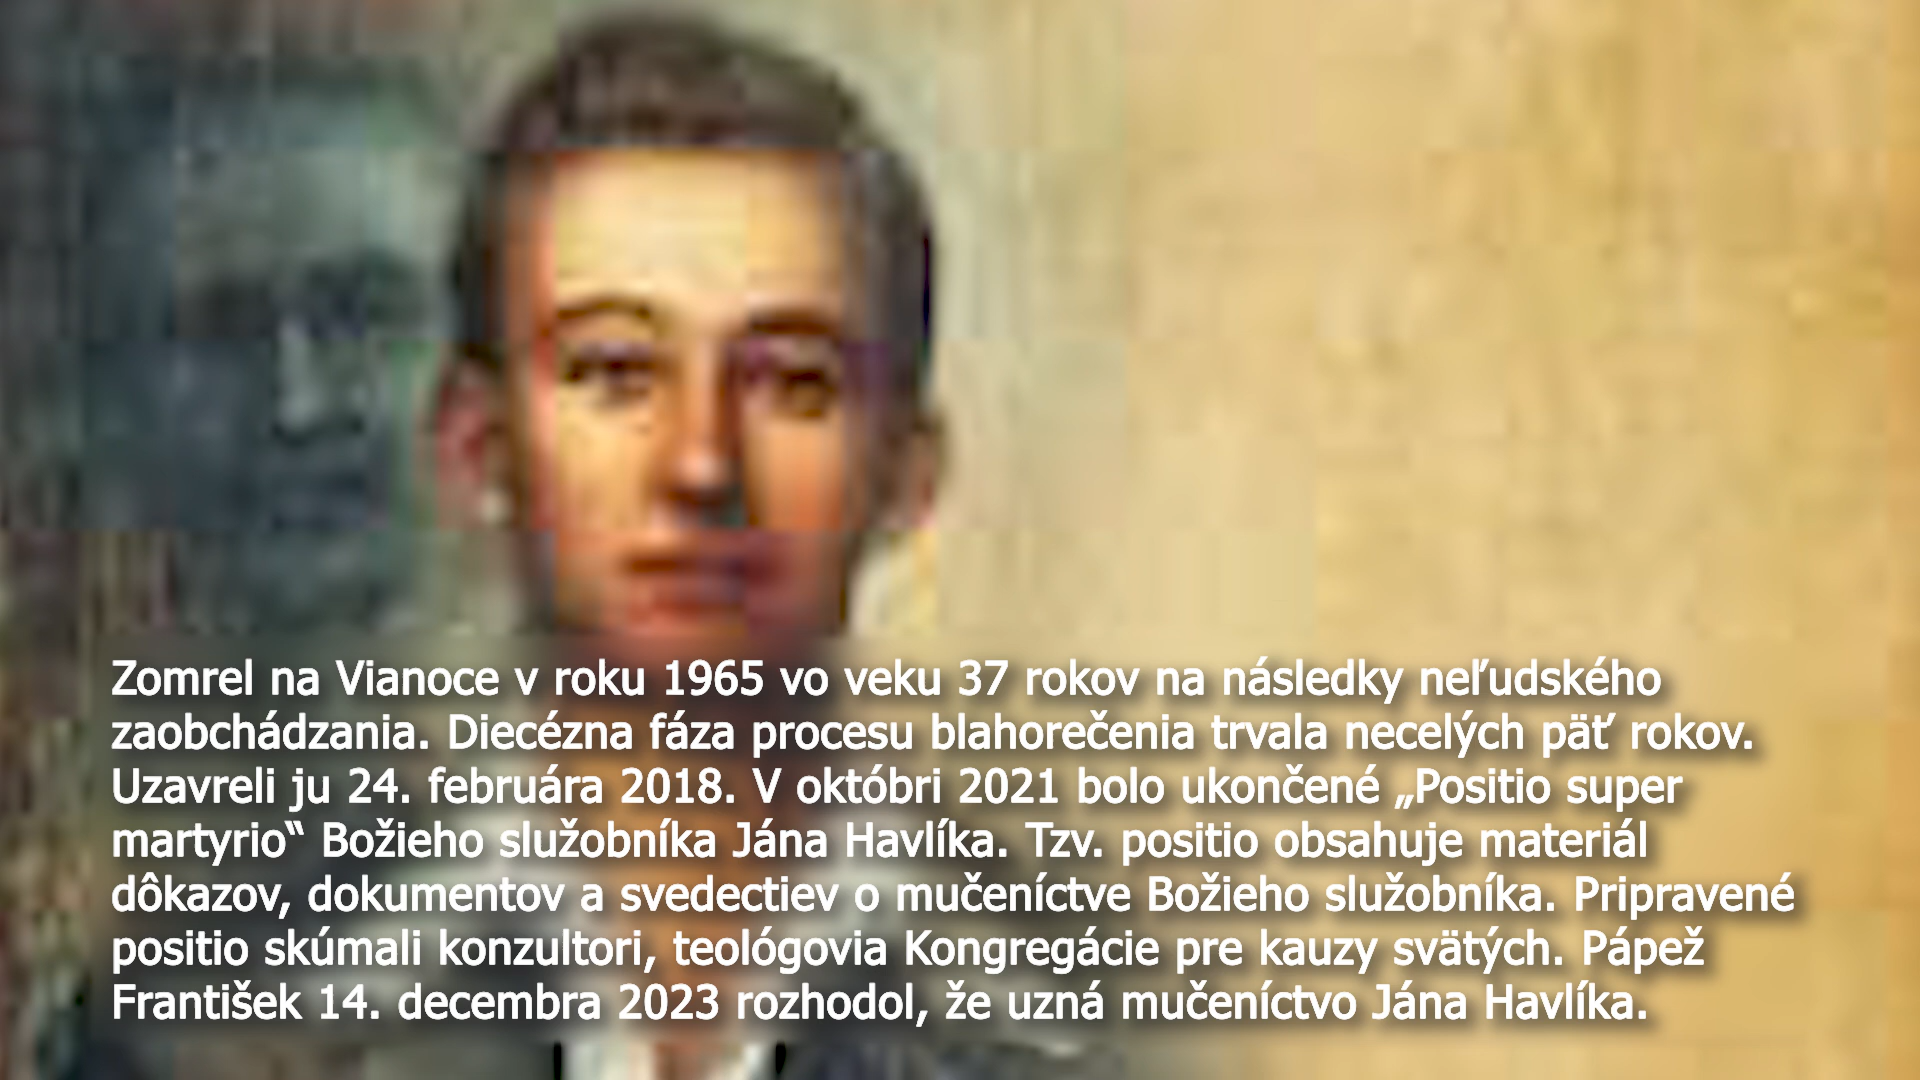 Zomrel na Vianoce v roku 1965 vo veku 37 rokov na následky neľudského
zaobchádzania. Diecézna fáza procesu blahorečenia trvala necelých päť rokov.
Uzavreli ju 24. februára 2018. V októbri 2021 bolo ukončené „Positio super
martyrio“ Božieho služobníka Jána Havlíka. Tzv. positio obsahuje materiál
dôkazov, dokumentov a svedectiev o mučeníctve Božieho služobníka. Pripravené
positio skúmali konzultori, teológovia Kongregácie pre kauzy svätých. Pápež
František 14. decembra 2023 rozhodol, že uzná mučeníctvo Jána Havlíka.